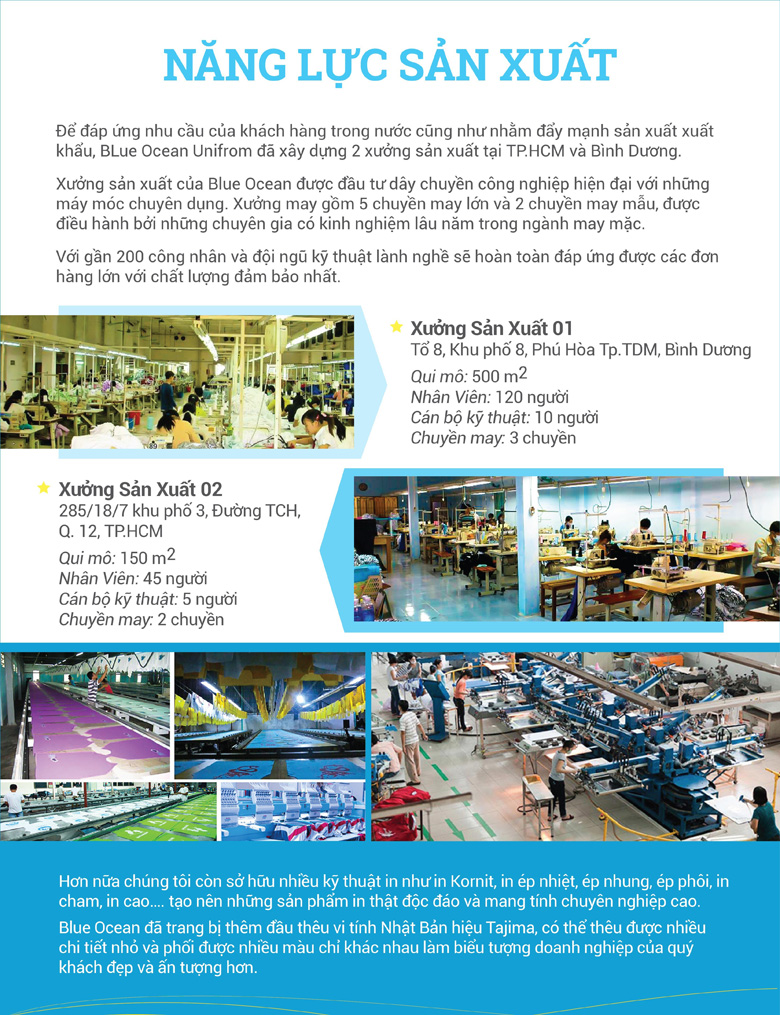 NĂNG LỰC SẢN XUẤT
Để đáp ứng nhu cầu của khách hàng trong nước cũng như nhằm đẩy mạnh sản xuất xuất
khẩu, BLue Ocean Unifrom đã xây dựng 2 xưởng sản xuất tại TP.HCM và Bình Dương.
Xưởng sản xuất của Blue Ocean được đầu tư dây chuyền công nghiệp hiện đại với những
máy móc chuyên dụng. Xưởng may gồm 5 chuyền may lớn và 2 chuyền may mẫu, được
điều hành bởi những chuyên gia có kinh nghiệm lâu năm trong ngành may mặc.
Với gần 200 công nhân và đội ngũ kỹ thuật lành nghề sẽ hoàn toàn đáp ứng được các đơn
hàng lớn với chất lượng đảm bảo nhất.
Xưởng Sản Xuất 01
Tổ 8, Khu phố 8, Phú Hòa Tp.TDM, Bình Dương
Qui mô: 500 m2
Nhân Viên: 120 người
Cán bộ kỹ thuật: 10 người
Chuyền may: 3 chuyền
Xưởng Sản Xuất 02
285/18/7 khu phố 3, Đường TCH,
Q. 12, TP.HCM
Qui mô: 150 m2
Nhân Viên: 45 người
Cán bộ kỹ thuật: 5 người
Chuyền may: 2 chuyền
Hơn nữa chúng tôi còn sở hữu nhiều kỹ thuật in như in Kornit, in ép nhiệt, ép nhung, ép phôi, in
cham, in cao.... tạo nên những sản phẩm in thật độc đáo và mang tính chuyên nghiệp cao.
Blue Ocean đã trang bị thêm đầu thêu vi tính Nhật Bản hiệu Tajima, có thể thêu được nhiều
chi tiết nhỏ và phối được nhiều màu chỉ khác nhau làm biểu tượng doanh nghiệp của quý
khách đẹp và ấn tượng hơn.